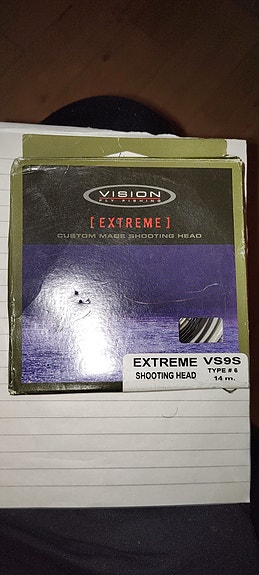 VISION
FLY FISHING
[EXTREME]
CUSTOM MADE SHOOTING HEAD
EXTREME VS9S
SHOOTING HEAD TYPE # 6
14 m.